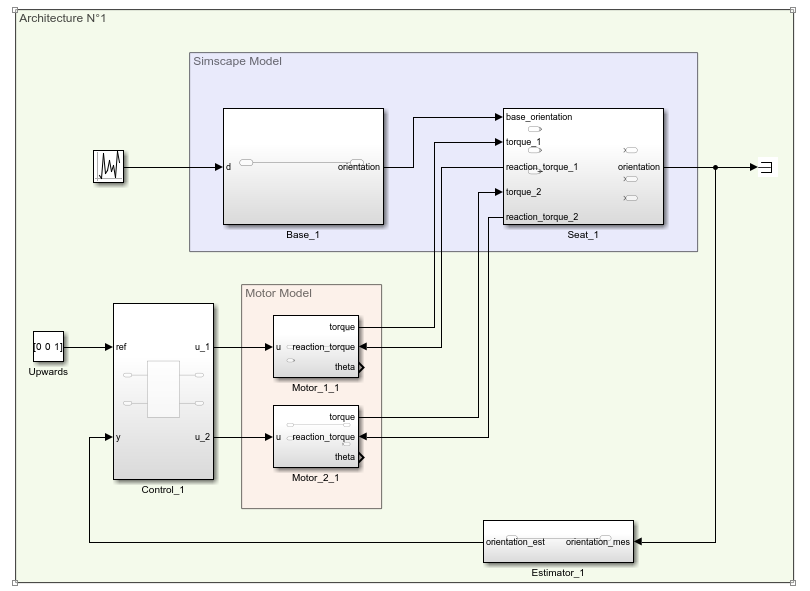 Architecture N°1
Simscape Model
d
orientation
Base_1
base_orientation
torque_1
reaction_torque_1
torque_2
reaction_torque_2
orientation
Seat_1
Motor Model
[0 0 1]
Upwards
ref
u_1
y
u_2
Control_1
torque
u
reaction_torque
theta
Motor_1_1
torque
u
reaction_torque
theta
Motor_2_1
orientation_est
orientation_mes
Estimator_1